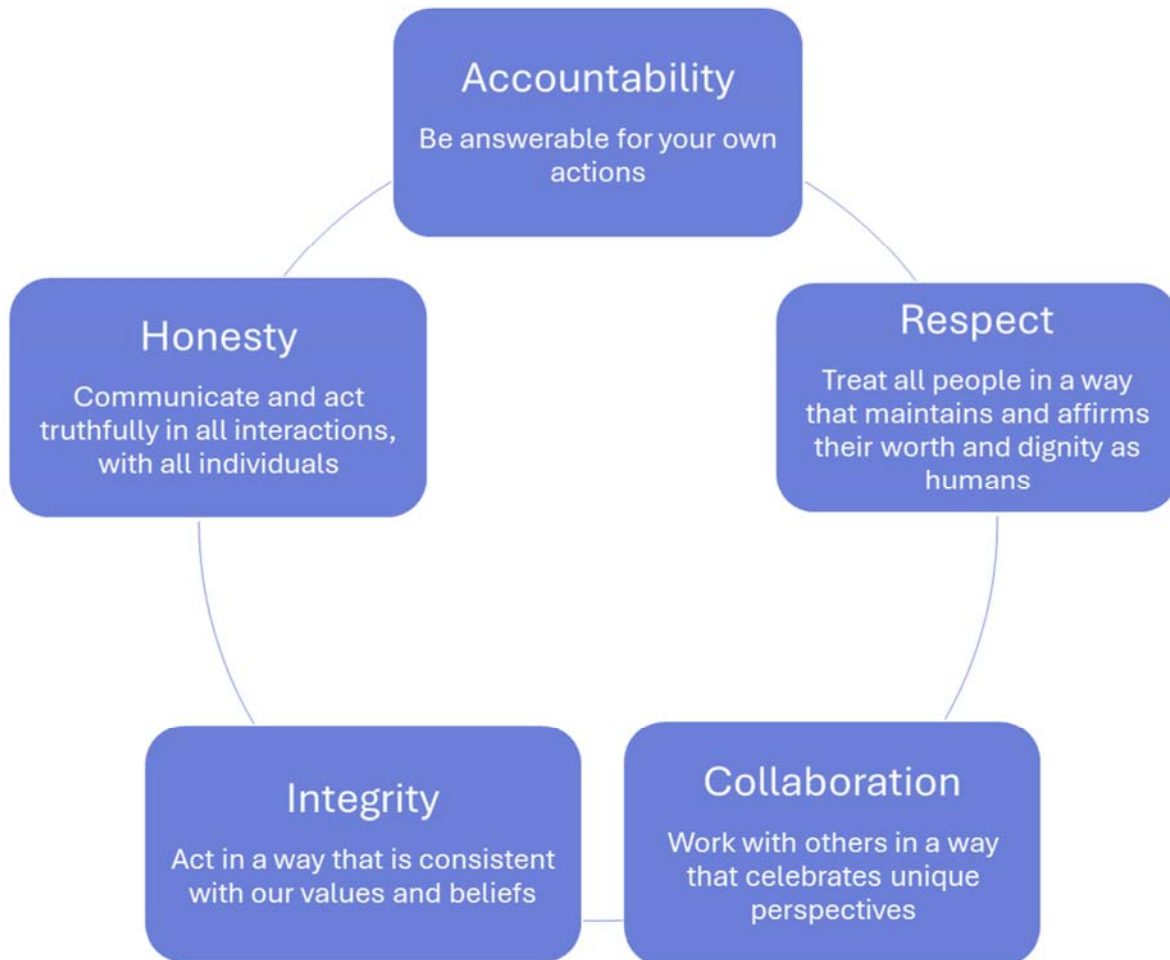 Accountability
Be answerable for your own
actions
Respect
Treat all people in a way
that maintains and affirms
their worth and dignity as
humans
Collaboration
Work with others in a way
that celebrates unique
perspectives
Integrity
Act in a way that is consistent
with our values and beliefs
Honesty
Communicate and act
truthfully in all interactions,
with all individuals